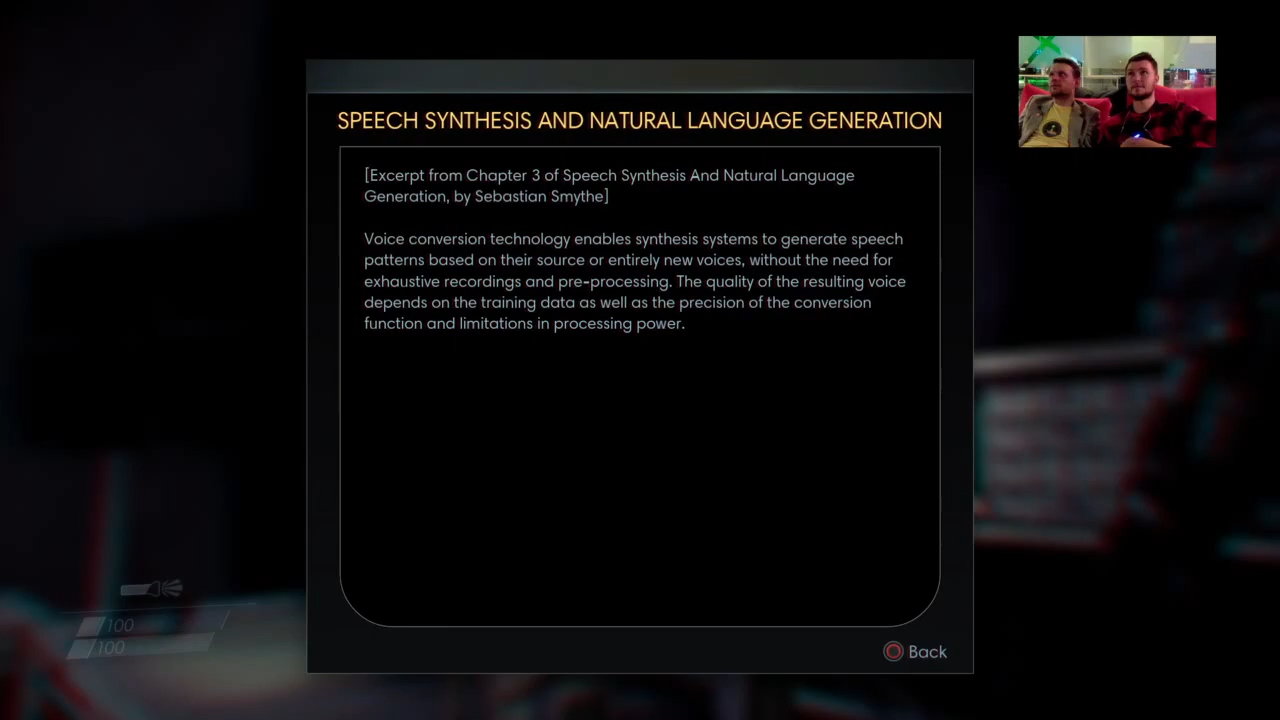 SPEECH SYNTHESIS AND NATURAL LANGUAGE GENERATION
[Excerpt from Chapter 3 of Speech Synthesis And Natural Language
Generation, by Sebastian Smythe]
Voice conversion technology enables synthesis systems to generate speech
patterns based on their source or entirely new voices, without the need for
exhaustive recordings and pre-processing. The quality of the resulting voice
depends on the training data as well as the precision of the conversion
function and limitations in processing power.
100
100
Back